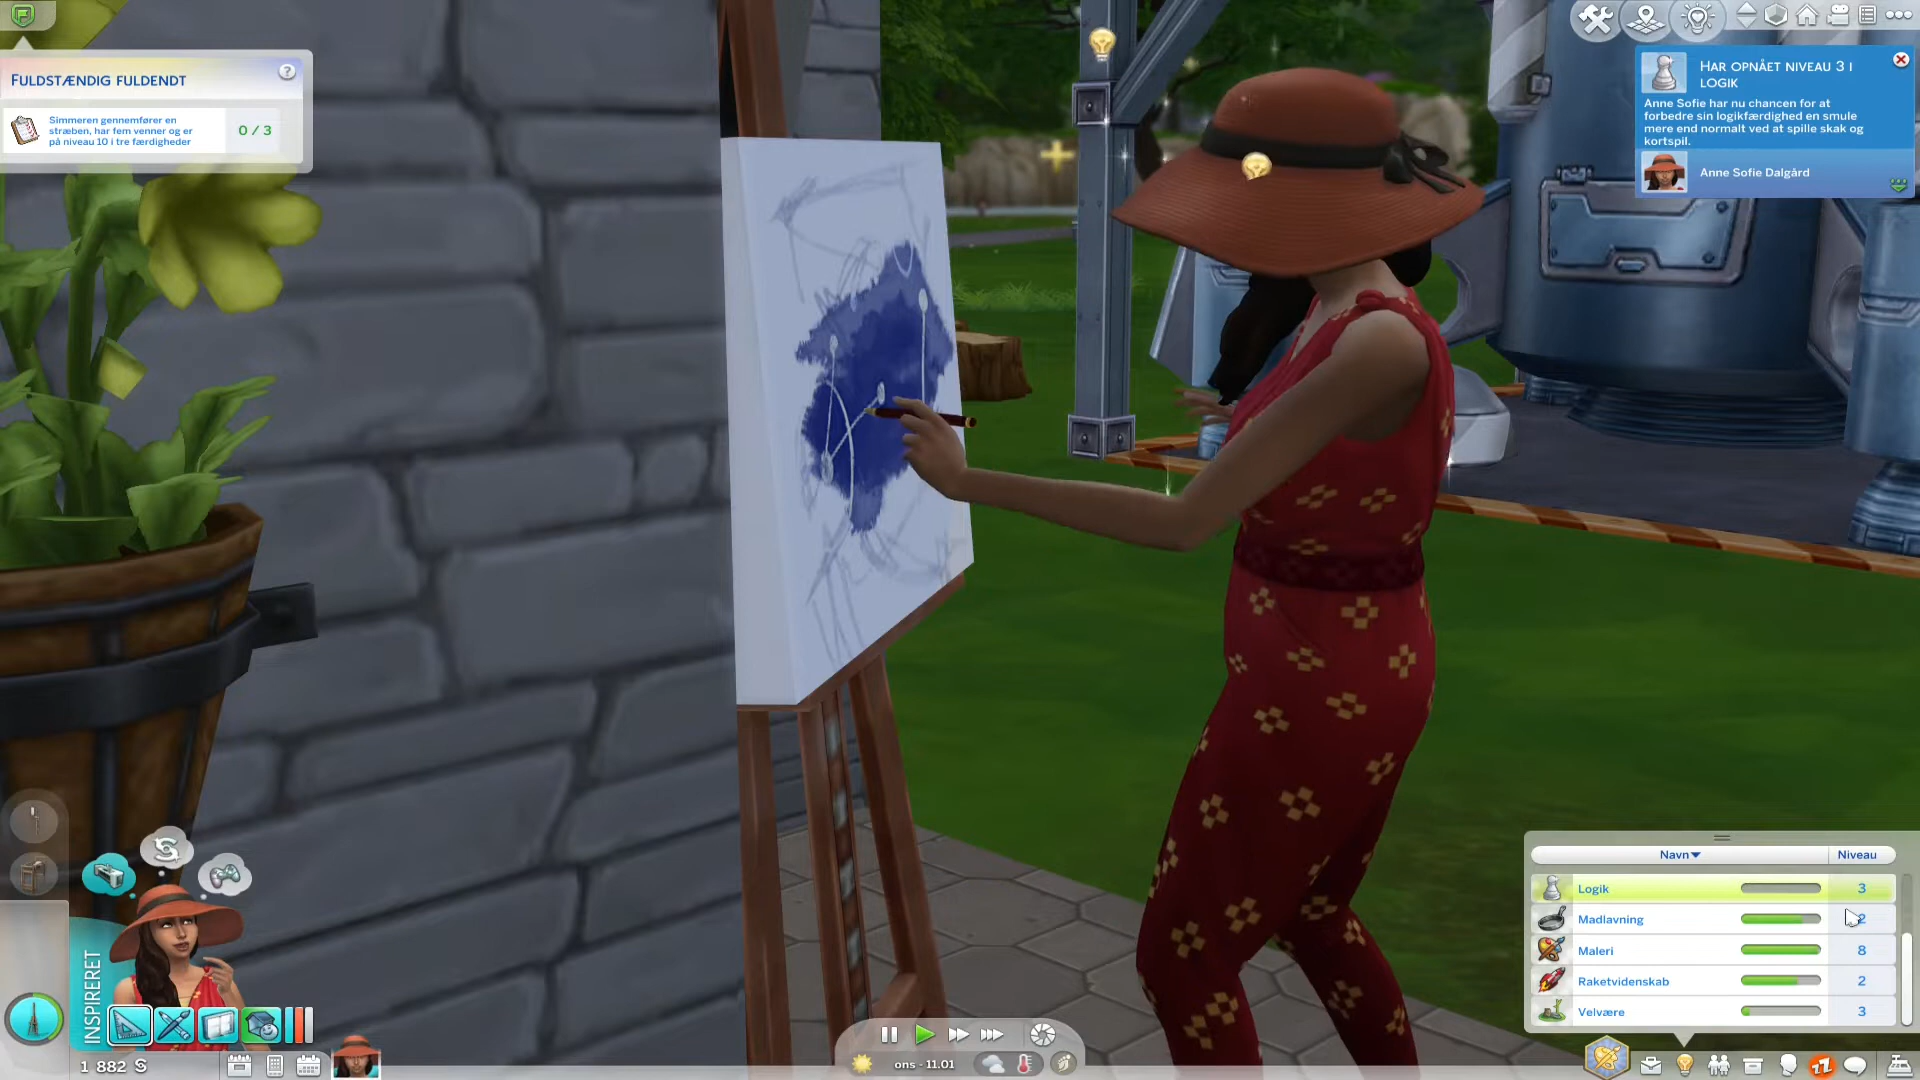 FULDSTÆNDIG FULDENDT
?
Simmeren gennemfører en
stræben, har fem venner og er
på niveau 10 i tre færdigheder
0 / 3
HAR OPNÅET NIVEAU 3 I
LOGIK
Anne Sofie har nu chancen for at
forbedre sin logikfærdighed en smule
mere end normalt ved at spille skak og
kortspil.
Anne Sofie Dalgård
INSPIRERET
1 882
ons - 11.01
Navn Niveau
Logik 3
Madlavning 2
Maleri 8
Raketvidenskab 2
Velvære 3